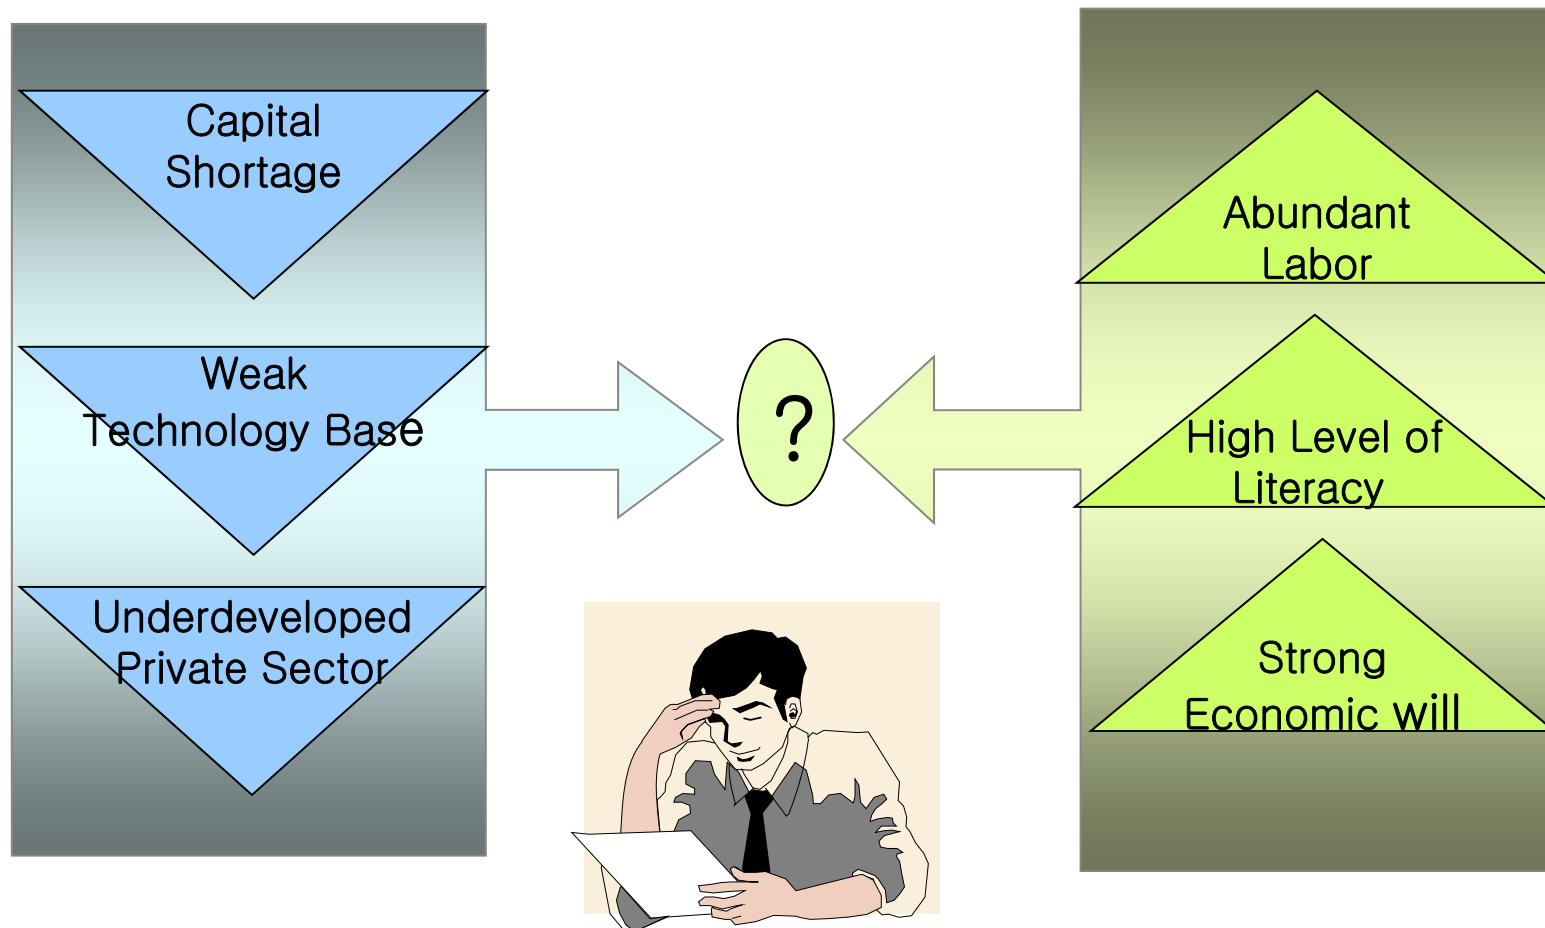 Capital
Shortage
Weak
Technology Base
Underdeveloped
Private Sector
?
Abundant
Labor
High Level of
Literacy
Strong
Economic will